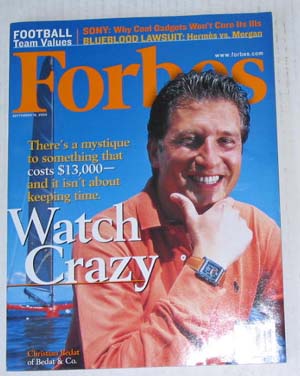 FOOTBALL
Team Values
SONY: Why Cool Gadgets Won't Cure Its Ills
BLUEBLOOD LAWSUIT: Hermès vs. Morgan
www.forbes.com
Forbes
There's a mystique
to something that
costs $13,000—
and it isn't about
keeping time.
Watch
Crazy
Christian Bedat
of Bedat & Co.